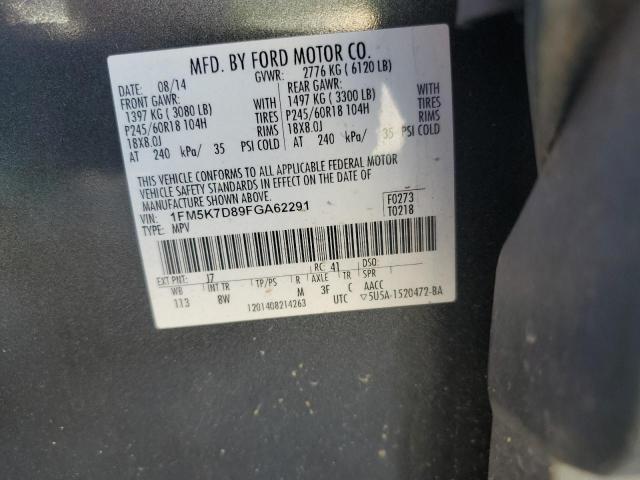 MFD. BY FORD MOTOR CO.
DATE: 08/14 GVWR: 2776 KG ( 6120 LB)
FRONT GAWR: REAR GAWR:
1397 KG ( 3080 LB) WITH 1497 KG ( 3300 LB) WITH
P245/60R18 104H TIRES P245/60R18 104H TIRES
18X8.0J RIMS 18X8.0J RIMS
AT 240 kPa/ 35 PSI COLD AT 240 kPa/ 35 PSI COLD
THIS VEHICLE CONFORMS TO ALL APPLICABLE FEDERAL MOTOR
VEHICLE SAFETY STANDARDS IN EFFECT ON THE DATE OF
MANUFACTURE SHOWN ABOVE.
VIN: 1FM5K7D89FGA62291 F0273
TYPE: MPV T0218
EXT PNT: J7 RC: 41 DSO:
WB INT TR TP/PS R AXLE TR SPR
113 8W M 3F C AACC
1201408214263 UTC ▽5U5A-1520472-BA